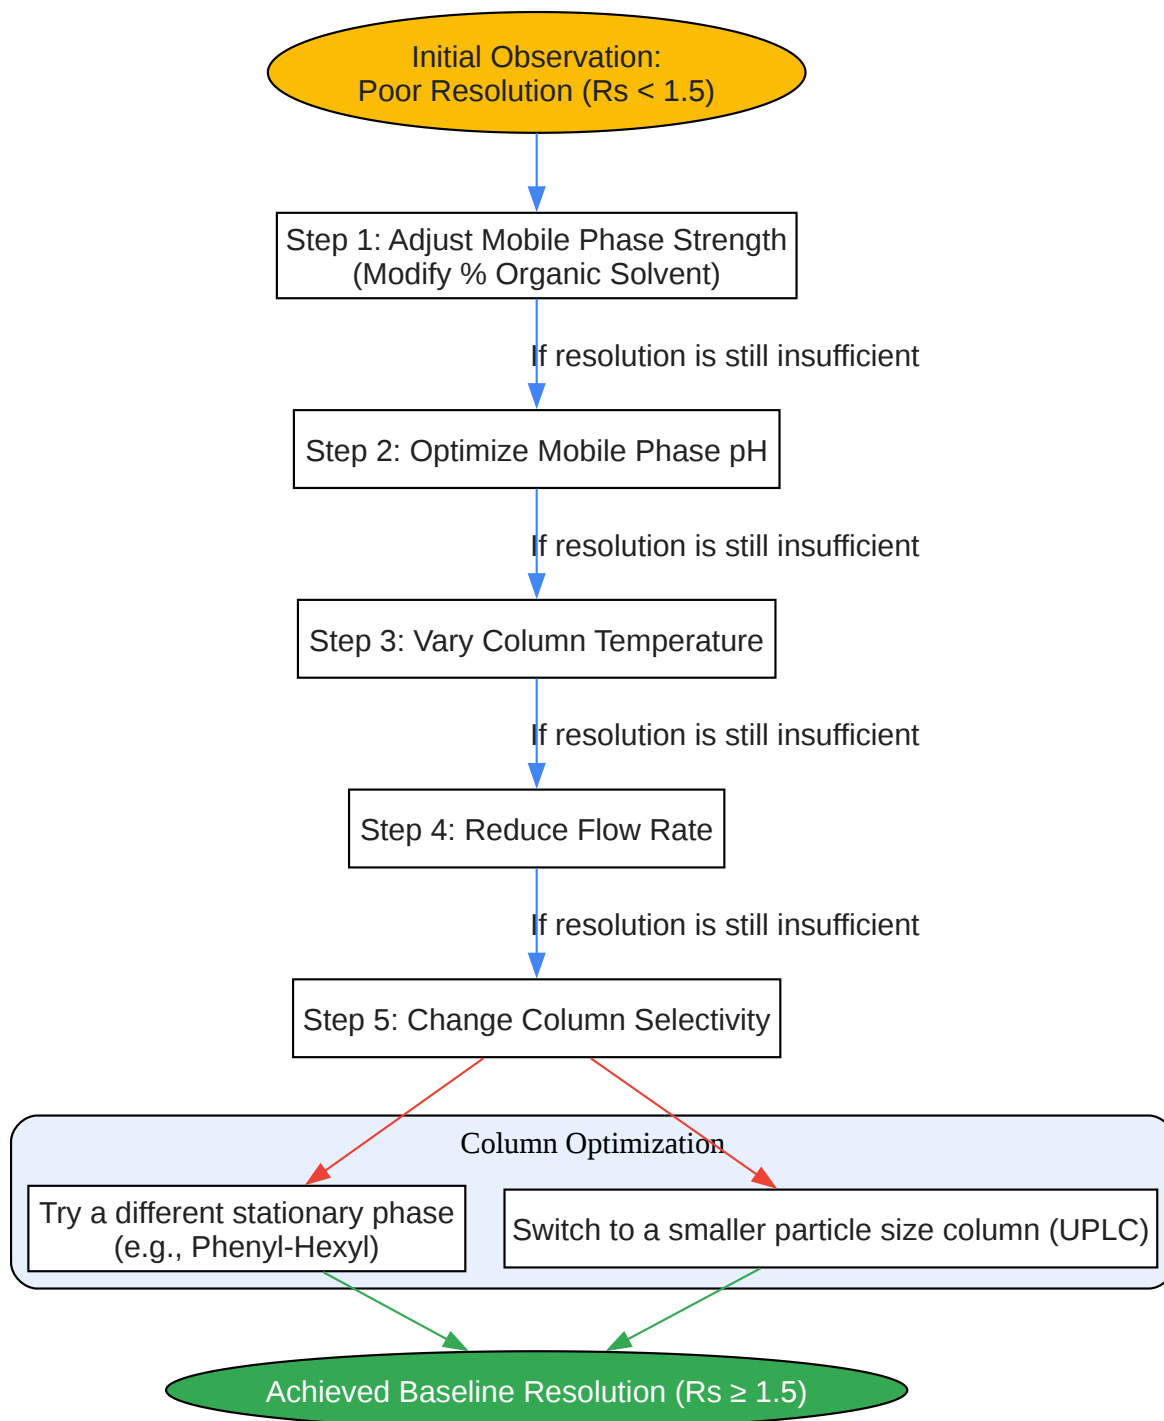 Initial Observation:
Poor Resolution (Rs < 1.5)
Step 1: Adjust Mobile Phase Strength
(Modify % Organic Solvent)
If resolution is still insufficient
Step 2: Optimize Mobile Phase pH
If resolution is still insufficient
Step 3: Vary Column Temperature
If resolution is still insufficient
Step 4: Reduce Flow Rate
If resolution is still insufficient
Step 5: Change Column Selectivity
Column Optimization
Try a different stationary phase
(e.g., Phenyl-Hexyl)
Switch to a smaller particle size column (UPLC)
Achieved Baseline Resolution (Rs ≥ 1.5)